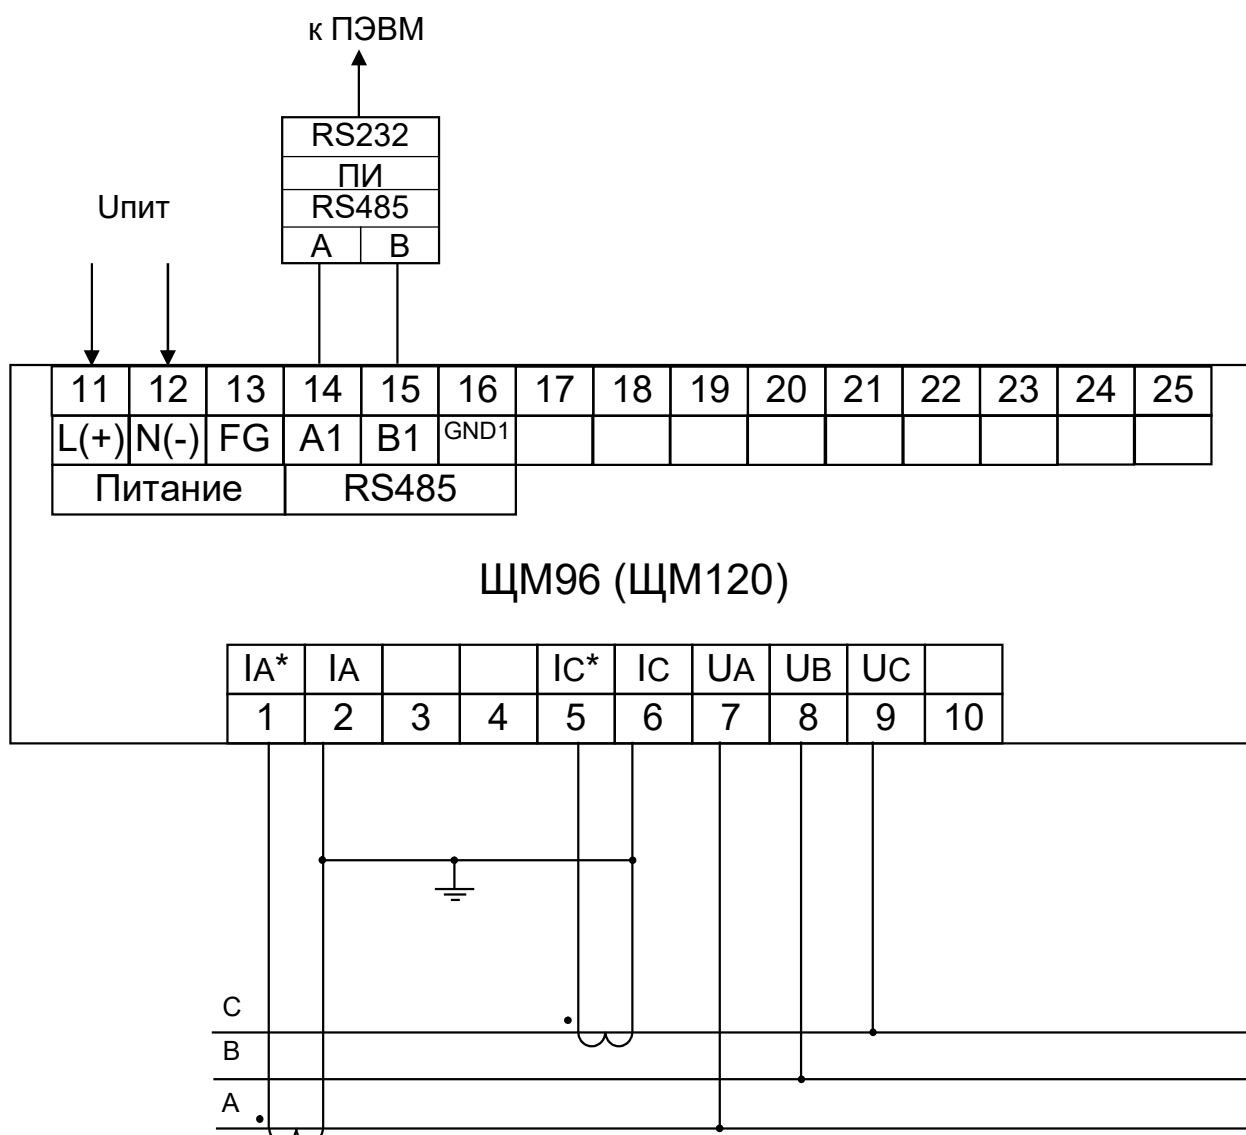 к ПЭВМ
RS232
ПИ
RS485
A B
Uпит
11 12 13 14 15 16 17 18 19 20 21 22 23 24 25
L(+) N(-) FG A1 B1 GND1
Питание RS485
ЩМ96 (ЩМ120)
IA* IA IC* IC UA UB UC
1 2 3 4 5 6 7 8 9 10
C
B
A